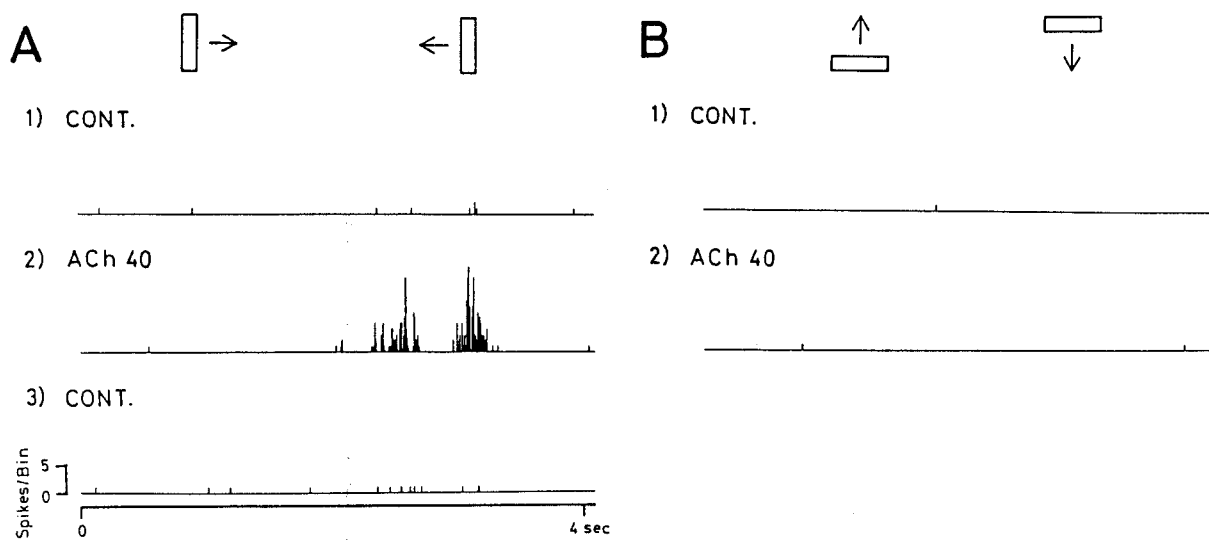 A
B
1) CONT.
1) CONT.
2) ACh 40
2) ACh 40
3) CONT.
Spikes/Bin
5
0
0
4 sec